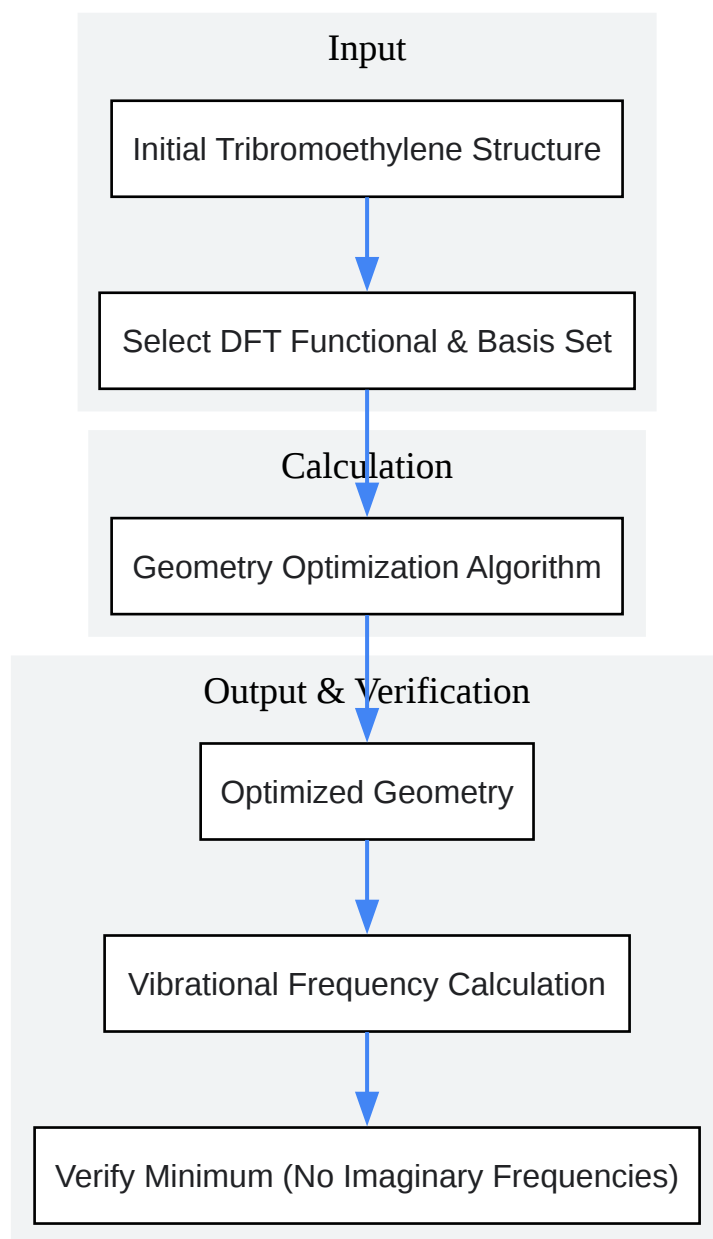 Input
Initial Tribromoethylene Structure
Select DFT Functional & Basis Set
Calculation
Geometry Optimization Algorithm
Output & Verification
Optimized Geometry
Vibrational Frequency Calculation
Verify Minimum (No Imaginary Frequencies)